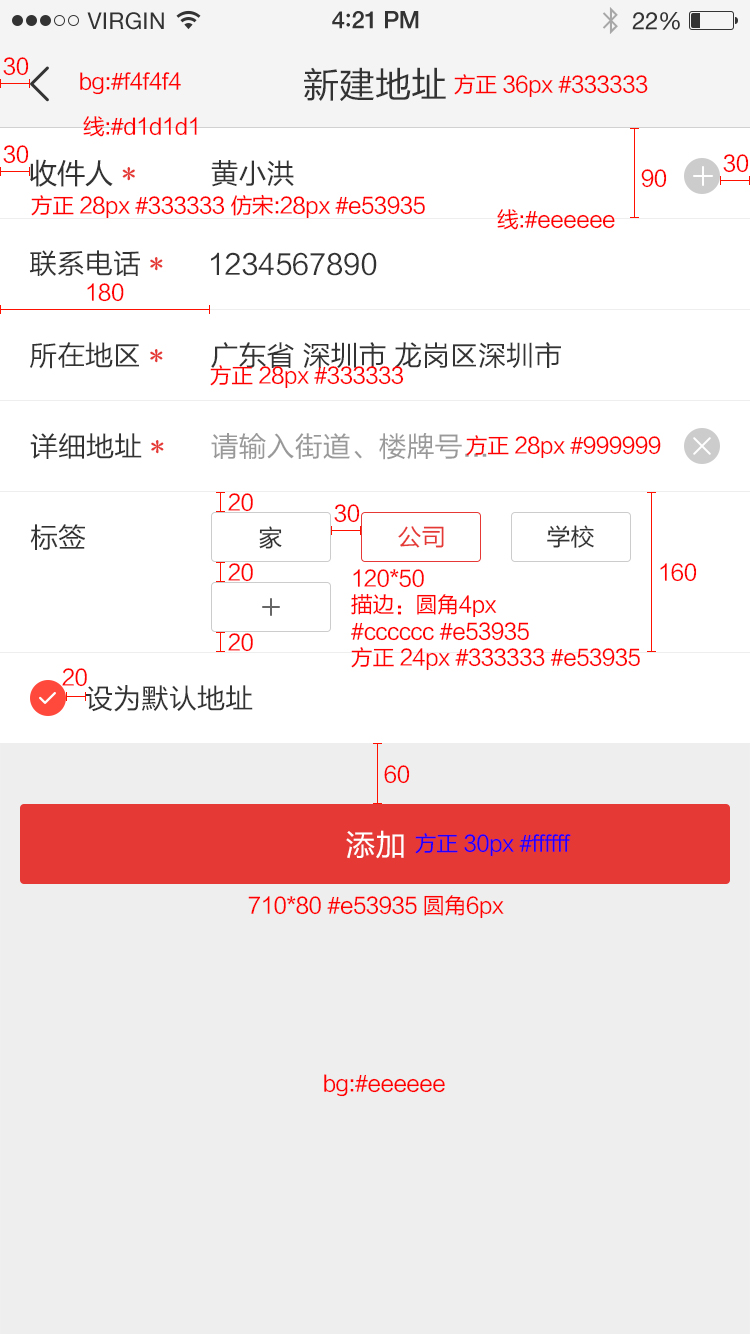 VIRGIN 4:21 PM 22%
30 bg:#f4f4f4 新建地址 方正 36px #333333
线:#d1d1d1
30 收件人 * 黄小洪 90 30
方正 28px #333333 仿宋:28px #e53935
线:#eeeeee
联系电话 * 1234567890
180
所在地区 * 广东省 深圳市 龙岗区深圳市
方正 28px #333333
详细地址 * 请输入街道、楼牌号... 方正 28px #999999
20
标签 家 30 公司 学校
20 120*50 160
描边：圆角4px
+
#cccccc #e53935
20
方正 24px #333333 #e53935
20
设为默认地址
60
添加 方正 30px #ffffff
710*80 #e53935 圆角6px
bg:#eeeeee